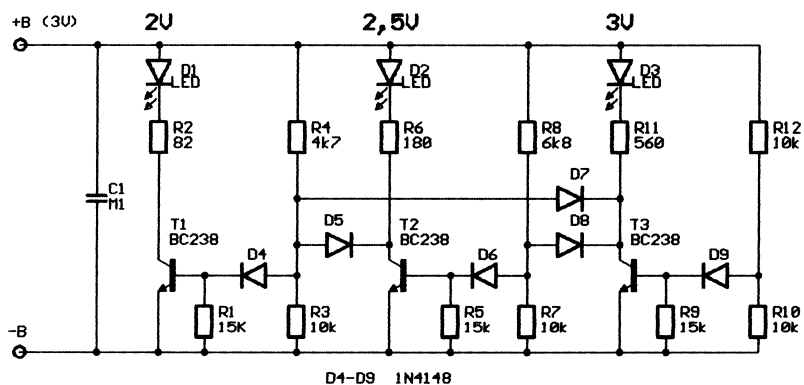 +B (3V)
2V
2,5V
3V
D1
LED
D2
LED
D3
LED
R2
82
R4
4k7
R6
180
R8
6k8
R11
560
R12
10k
C1
M1
D7
T1
BC238
D5
T2
BC238
D8
T3
BC238
D4
D6
D9
R1
15K
R3
10k
R5
15k
R7
10k
R9
15k
R10
10k
-B
D4-D9 1N4148